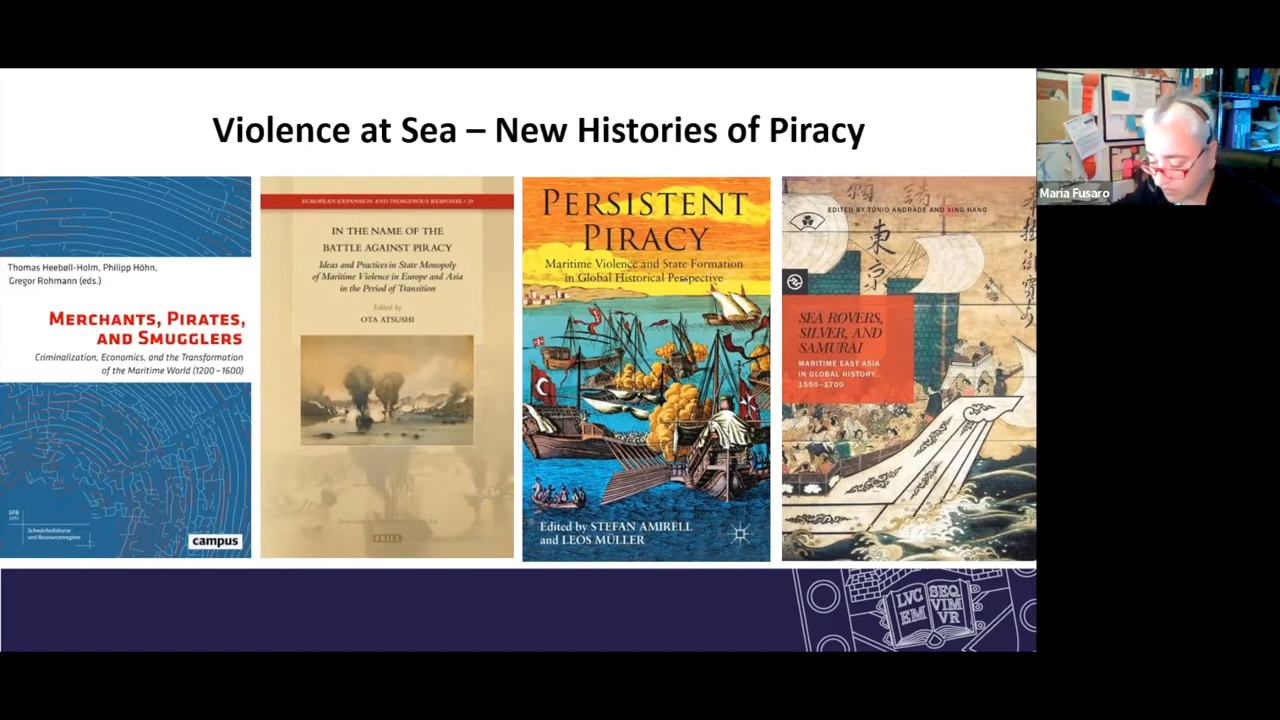 Violence at Sea – New Histories of Piracy
Thomas Heebøll-Holm, Philipp Höhn,
Gregor Rohmann (eds.)
MERCHANTS, PIRATES,
AND SMUGGLERS
Criminalization, Economics, and the Transformation
of the Maritime World (1200–1600)
SFB
Schwächediskurse
und Ressourcenregime
campus
EUROPEAN EXPANSION AND INDIGENOUS RESPONSE • 29
IN THE NAME OF THE
BATTLE AGAINST PIRACY
Ideas and Practices in State Monopoly
of Maritime Violence in Europe and Asia
in the Period of Transition
Edited by
OTA ATSUSHI
BRILL
PERSISTENT
PIRACY
Maritime Violence and State Formation
in Global Historical Perspective
Edited by STEFAN AMIRELL
and LEOS MÜLLER
EDITED BY TONIO ANDRADE AND XING HANG
東
京
SEA ROVERS,
SILVER, AND
SAMURAI
MARITIME EAST ASIA
IN GLOBAL HISTORY,
1550–1700
LVC
EM
SEQ
VIM
VR
Maria Fusaro